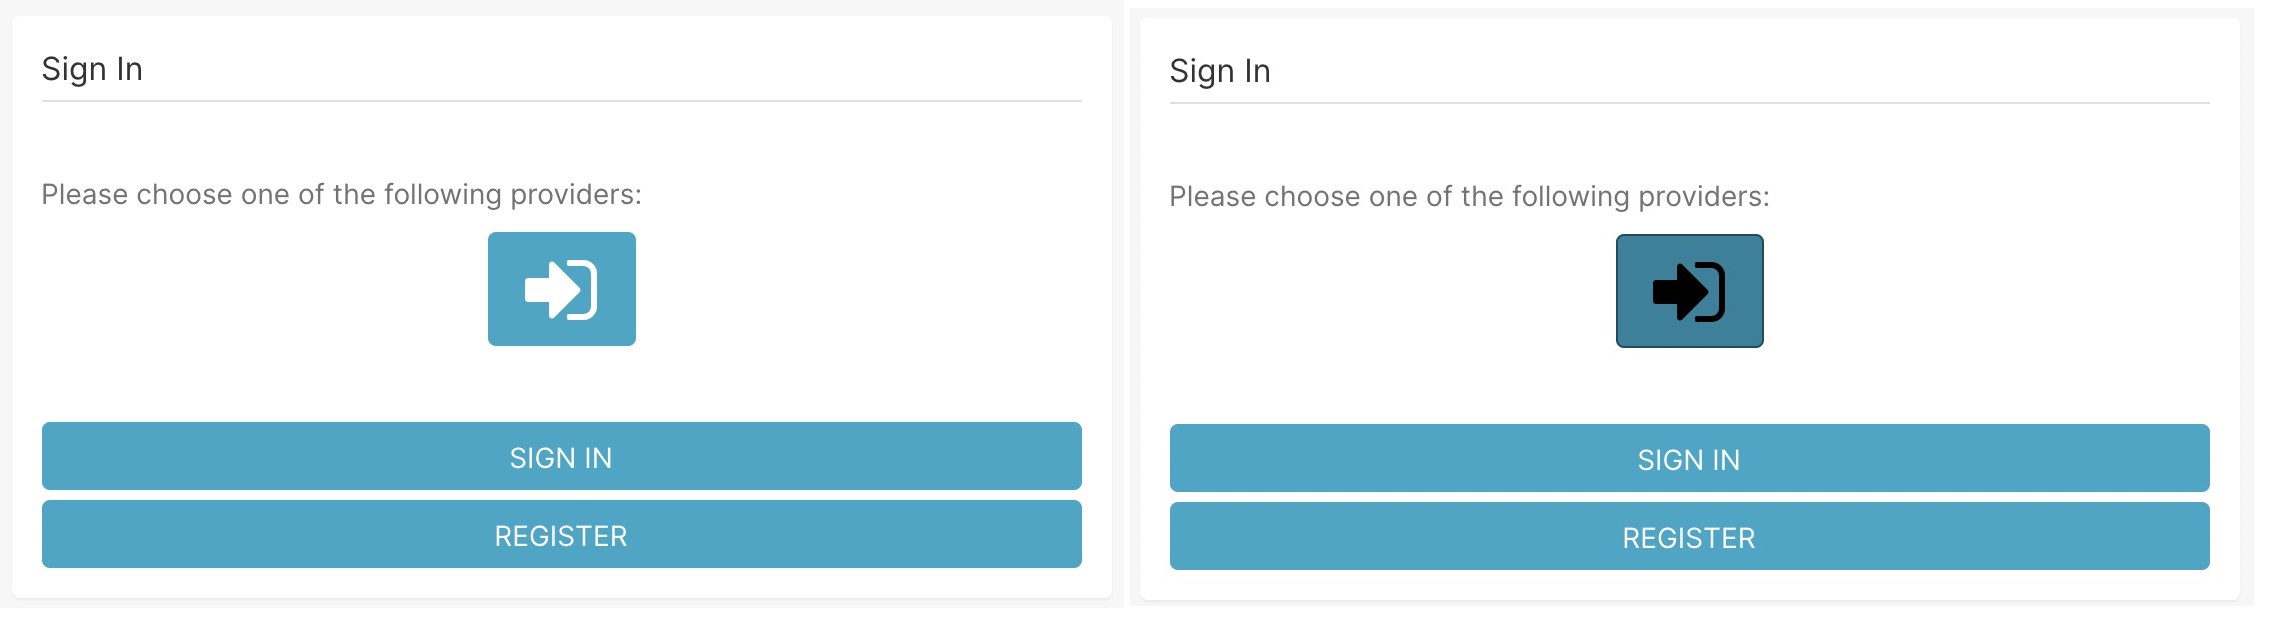 Sign In
Please choose one of the following providers:
SIGN IN
REGISTER
Sign In
Please choose one of the following providers:
SIGN IN
REGISTER